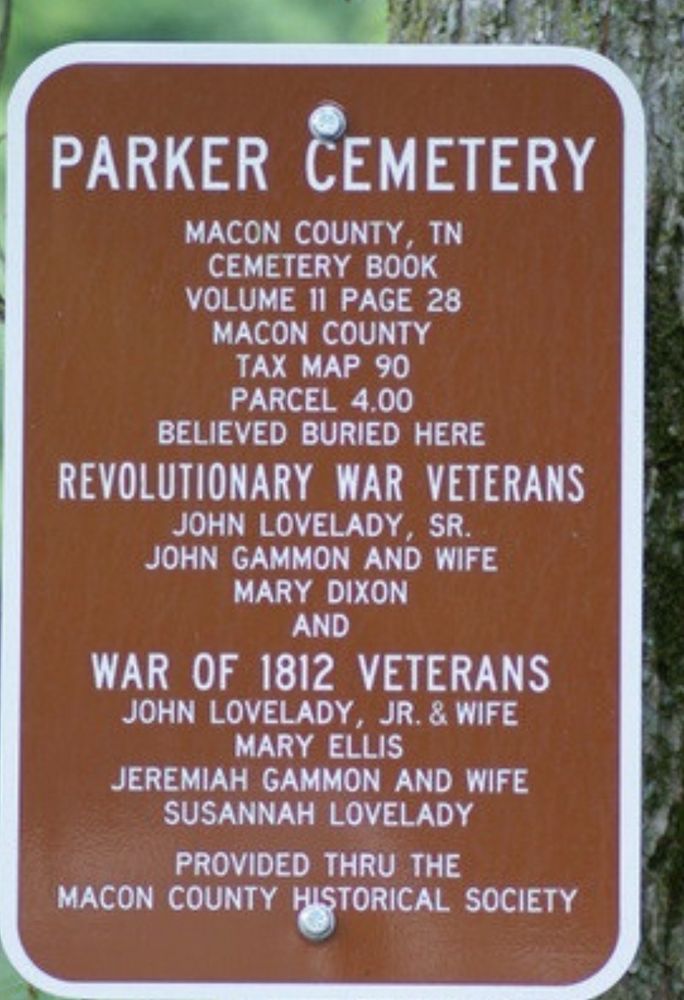 PARKER CEMETERY
MACON COUNTY, TN
CEMETERY BOOK
VOLUME 11 PAGE 28
MACON COUNTY
TAX MAP 90
PARCEL 4.00
BELIEVED BURIED HERE
REVOLUTIONARY WAR VETERANS
JOHN LOVELADY, SR.
JOHN GAMMON AND WIFE
MARY DIXON
AND
WAR OF 1812 VETERANS
JOHN LOVELADY, JR. & WIFE
MARY ELLIS
JEREMIAH GAMMON AND WIFE
SUSANNAH LOVELADY
PROVIDED THRU THE
MACON COUNTY HISTORICAL SOCIETY